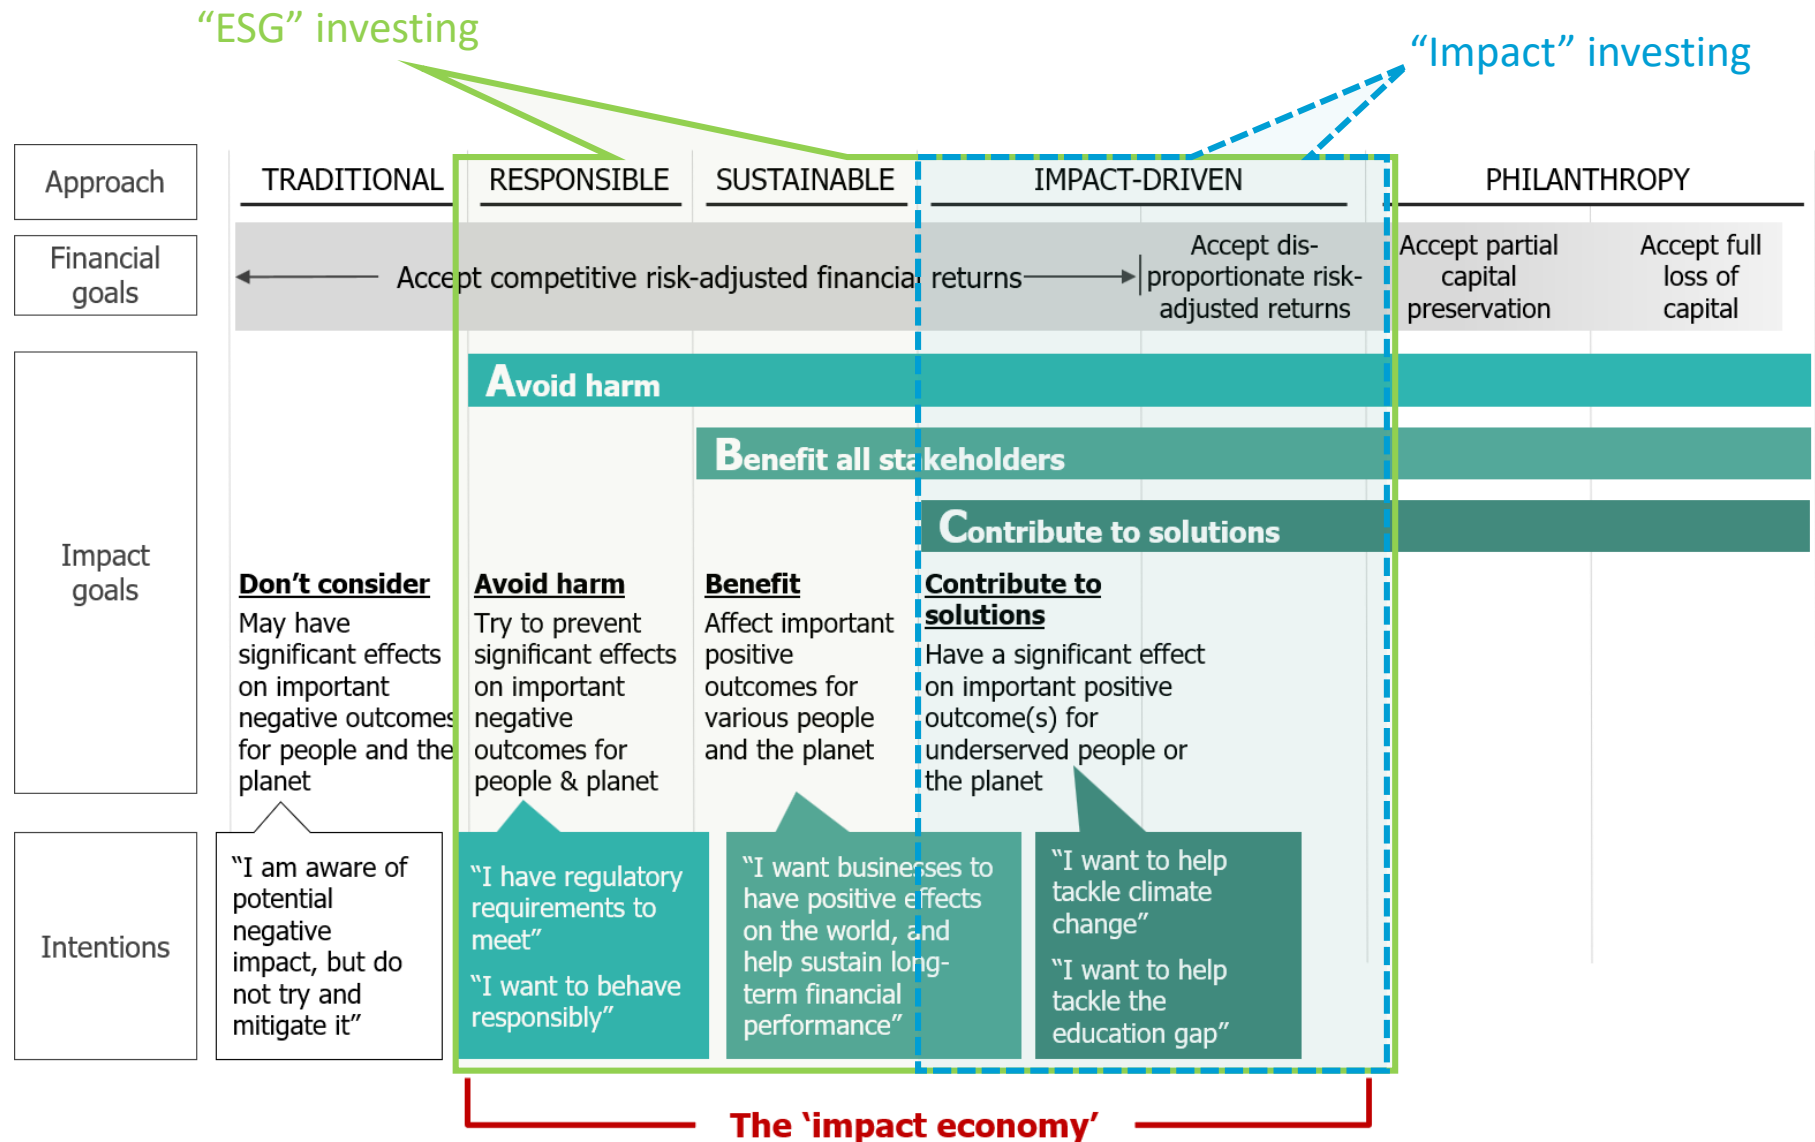 “ESG” investing
“Impact” investing
Approach
TRADITIONAL
RESPONSIBLE
SUSTAINABLE
IMPACT-DRIVEN
PHILANTHROPY
Financial
goals
Accept competitive risk-adjusted financial returns
Accept dis-
proportionate risk-
adjusted returns
Accept partial
capital
preservation
Accept full
loss of
capital
Impact
goals
Avoid harm
Benefit all stakeholders
Contribute to solutions
Don’t consider
May have
significant effects
on important
negative outcomes
for people and the
planet
Avoid harm
Try to prevent
significant effects
on important
negative
outcomes for
people & planet
Benefit
Affect important
positive
outcomes for
various people
and the planet
Contribute to
solutions
Have a significant effect
on important positive
outcome(s) for
underserved people or
the planet
Intentions
“I am aware of
potential
negative
impact, but do
not try and
mitigate it”
“I have regulatory
requirements to
meet”
“I want to behave
responsibly”
“I want businesses to
have positive effects
on the world, and
help sustain long-
term financial
performance”
“I want to help
tackle climate
change”
“I want to help
tackle the
education gap”
The ‘impact economy’